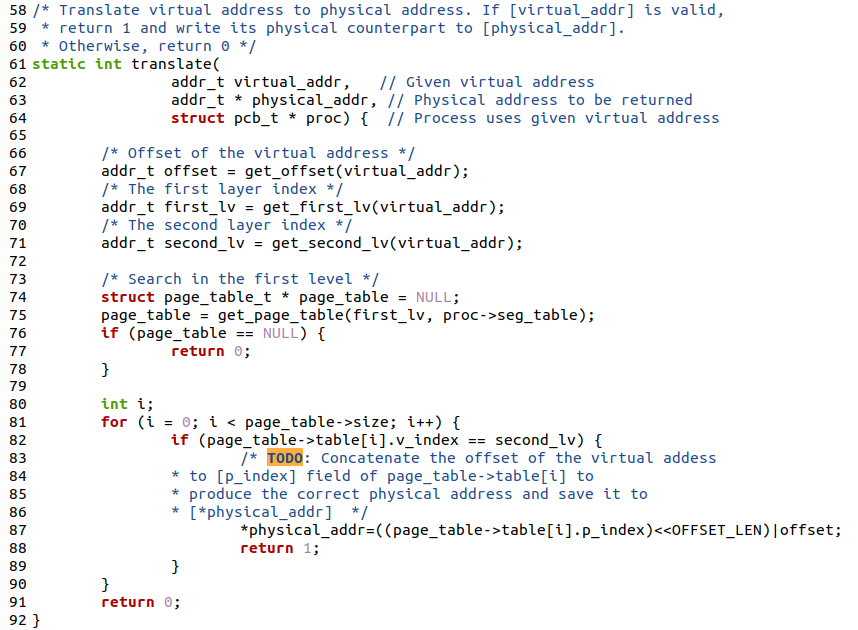 58 /* Translate virtual address to physical address. If [virtual_addr] is valid,
59  * return 1 and write its physical counterpart to [physical_addr].
60  * Otherwise, return 0 */
61 static int translate(
62                 addr_t virtual_addr,   // Given virtual address
63                 addr_t * physical_addr, // Physical address to be returned
64                 struct pcb_t * proc) {  // Process uses given virtual address
65
66         /* Offset of the virtual address */
67         addr_t offset = get_offset(virtual_addr);
68         /* The first layer index */
69         addr_t first_lv = get_first_lv(virtual_addr);
70         /* The second layer index */
71         addr_t second_lv = get_second_lv(virtual_addr);
72
73         /* Search in the first level */
74         struct page_table_t * page_table = NULL;
75         page_table = get_page_table(first_lv, proc->seg_table);
76         if (page_table == NULL) {
77                 return 0;
78         }
79
80         int i;
81         for (i = 0; i < page_table->size; i++) {
82                 if (page_table->table[i].v_index == second_lv) {
83                         /* TODO: Concatenate the offset of the virtual addess
84                 * to [p_index] field of page_table->table[i] to
85                 * produce the correct physical address and save it to
86                 * [*physical_addr]  */
87                         *physical_addr=((page_table->table[i].p_index)<<OFFSET_LEN)|offset;
88                         return 1;
89                 }
90         }
91         return 0;
92 }